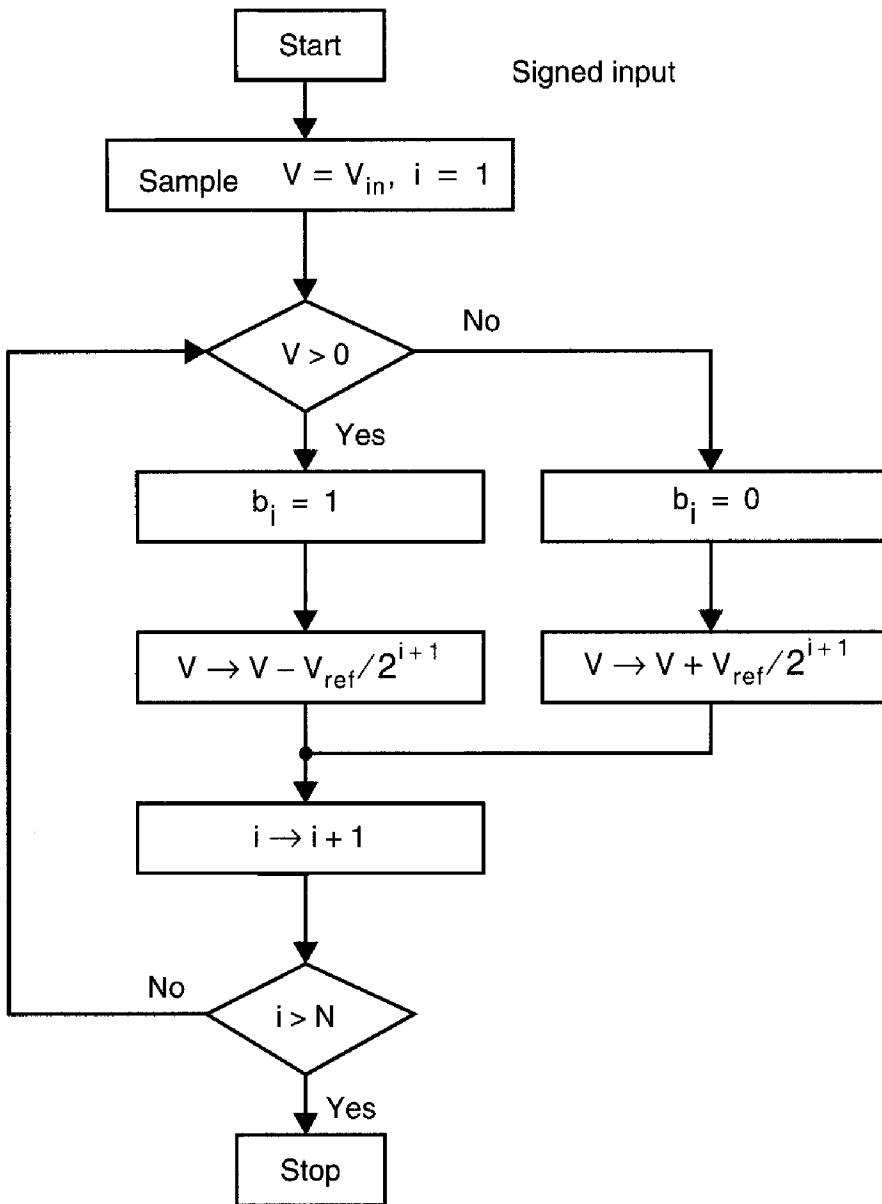 Start
Signed input
Sample V = V_in, i = 1
V > 0
No
Yes
b_i = 1
b_i = 0
V → V − V_ref/2^{i + 1}
V → V + V_ref/2^{i + 1}
i → i + 1
No
i > N
Yes
Stop